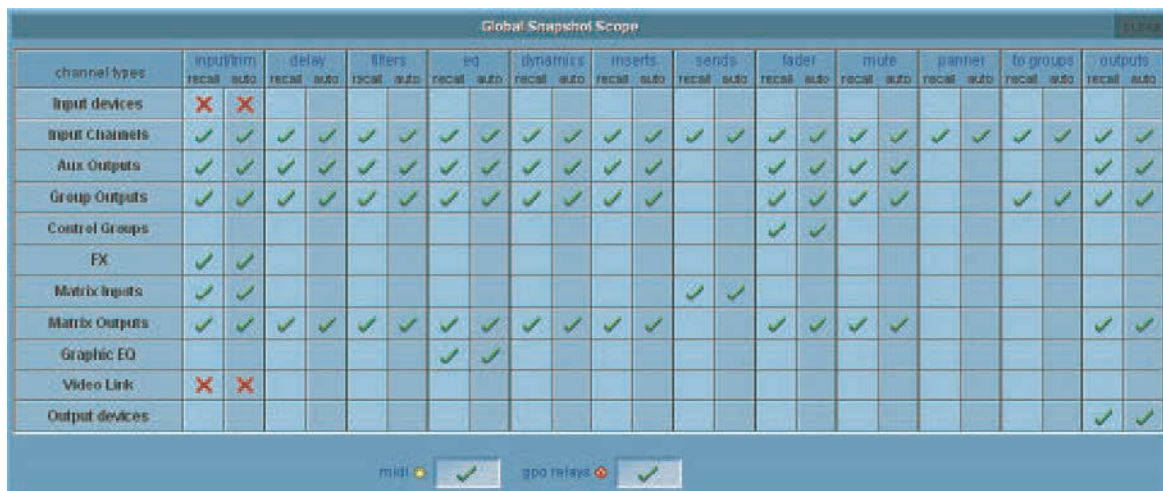 Global Snapshot Scope
CLEAR
channel types
input/trim delay filters eq dynamics inserts sends fader mute panner to groups outputs
recall auto recall auto recall auto recall auto recall auto recall auto recall auto recall auto recall auto recall auto recall auto recall auto
Input devices
Input Channels
Aux Outputs
Group Outputs
Control Groups
FX
Matrix Inputs
Matrix Outputs
Graphic EQ
Video Link
Output devices
midi gpo relays